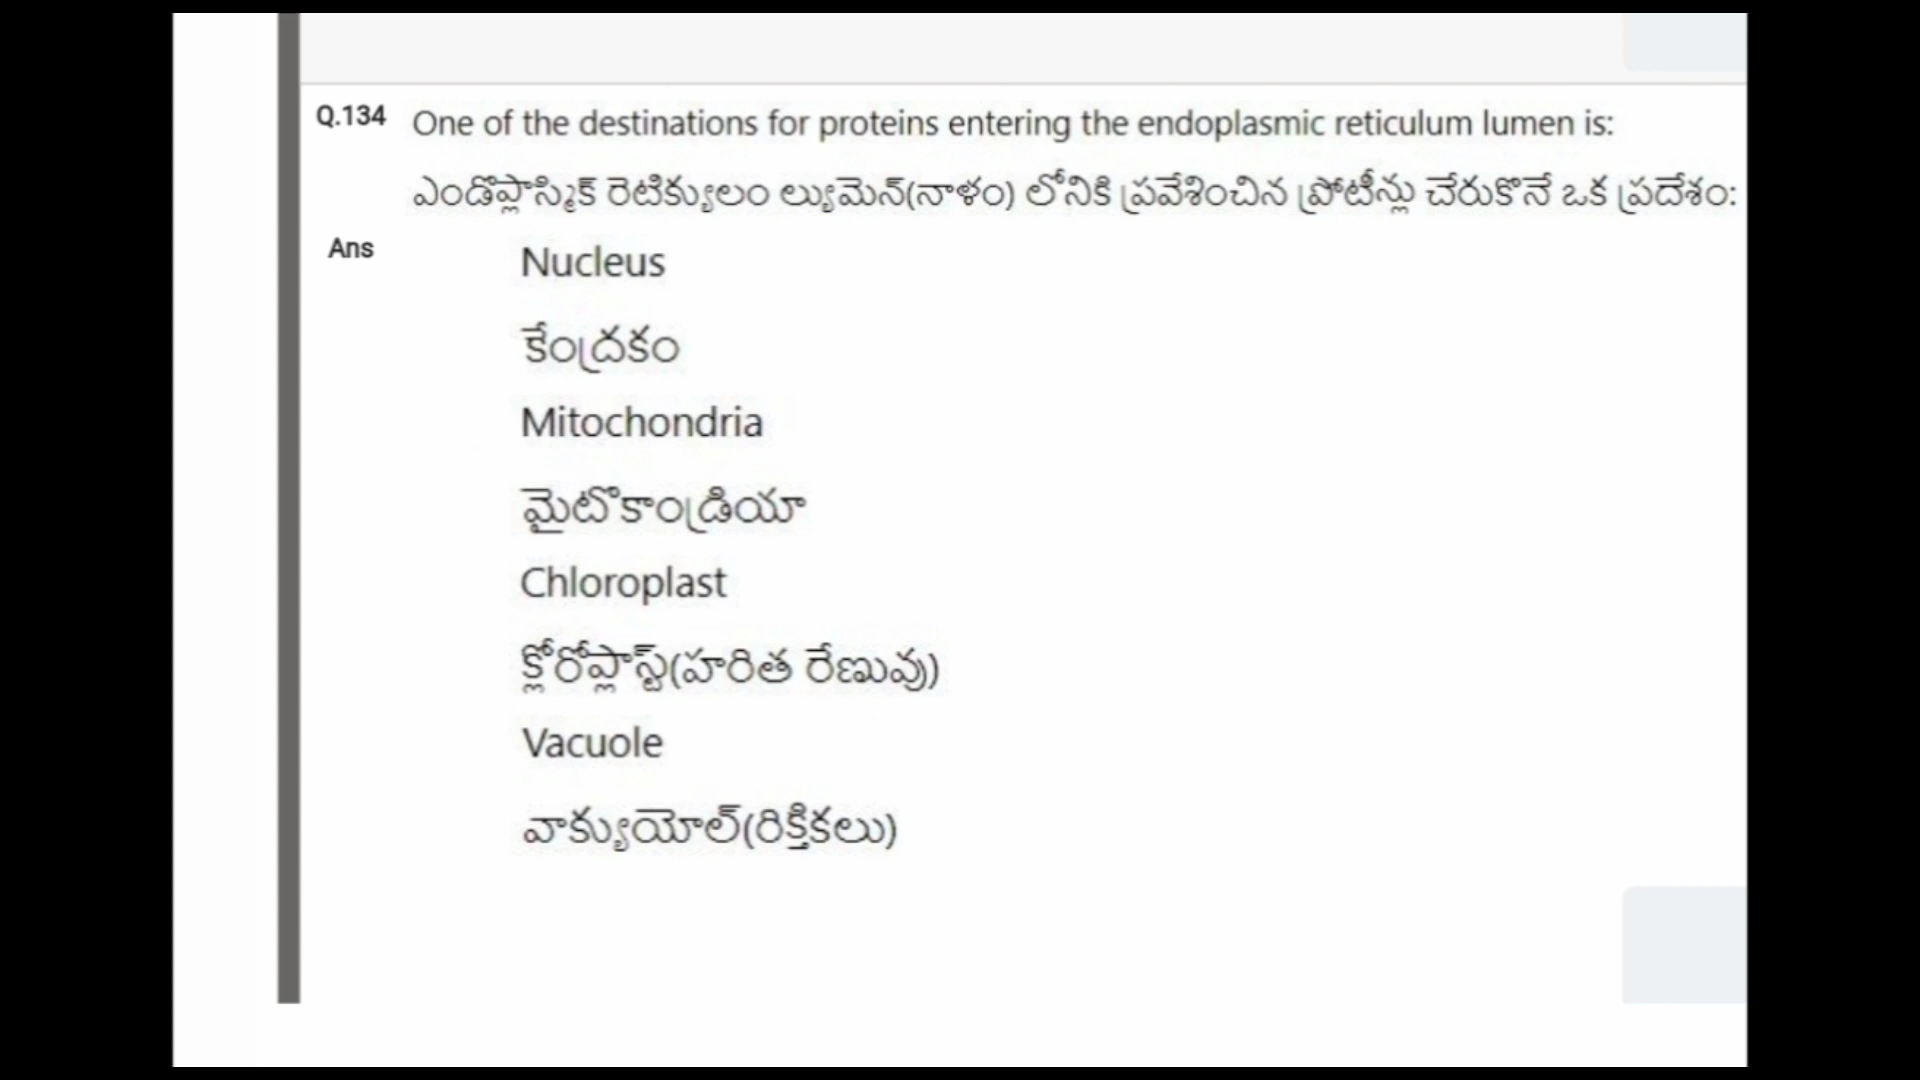 Q.134 One of the destinations for proteins entering the endoplasmic reticulum lumen is:
ఎండొప్లాస్మిక్ రెటిక్యులం ల్యుమెన్(నాళం) లోనికి ప్రవేశించిన ప్రోటీన్లు చేరుకొనే ఒక ప్రదేశం:
Ans Nucleus
కేంద్రకం
Mitochondria
మైటొకాండ్రియా
Chloroplast
క్లోరోప్లాస్ట్(హరిత రేణువు)
Vacuole
వాక్యుయోల్(రిక్తికలు)